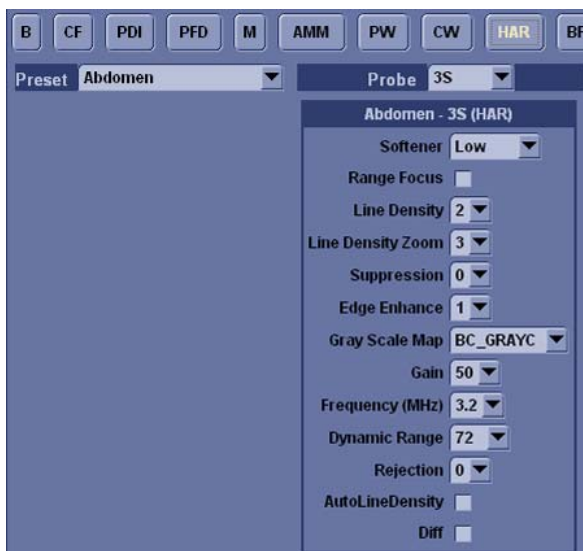 B CF PDI PFD M AMM PW CW HAR
Preset Abdomen Probe 3S
Abdomen - 3S (HAR)
Softener Low
Range Focus
Line Density 2
Line Density Zoom 3
Suppression 0
Edge Enhance 1
Gray Scale Map BC_GRAYC
Gain 50
Frequency (MHz) 3.2
Dynamic Range 72
Rejection 0
AutoLineDensity
Diff